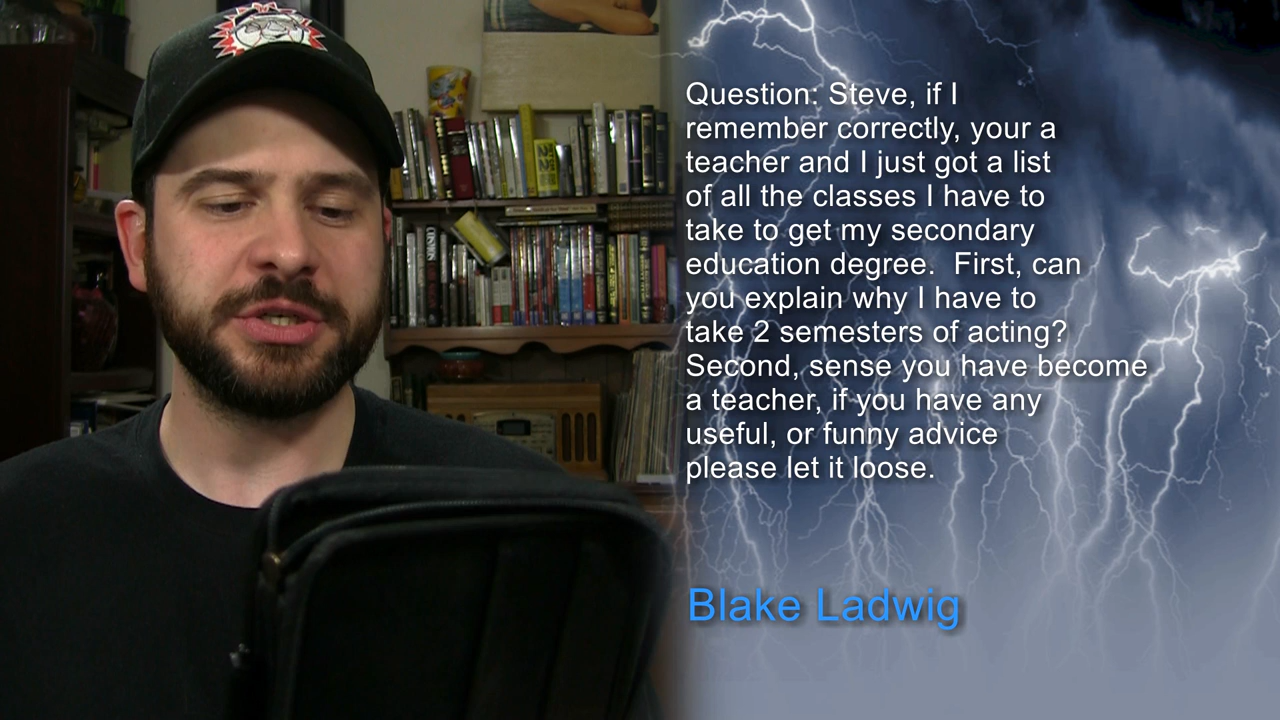 Question: Steve, if I
remember correctly, your a
teacher and I just got a list
of all the classes I have to
take to get my secondary
education degree.  First, can
you explain why I have to
take 2 semesters of acting?
Second, sense you have become
a teacher, if you have any
useful, or funny advice
please let it loose.
Blake Ladwig